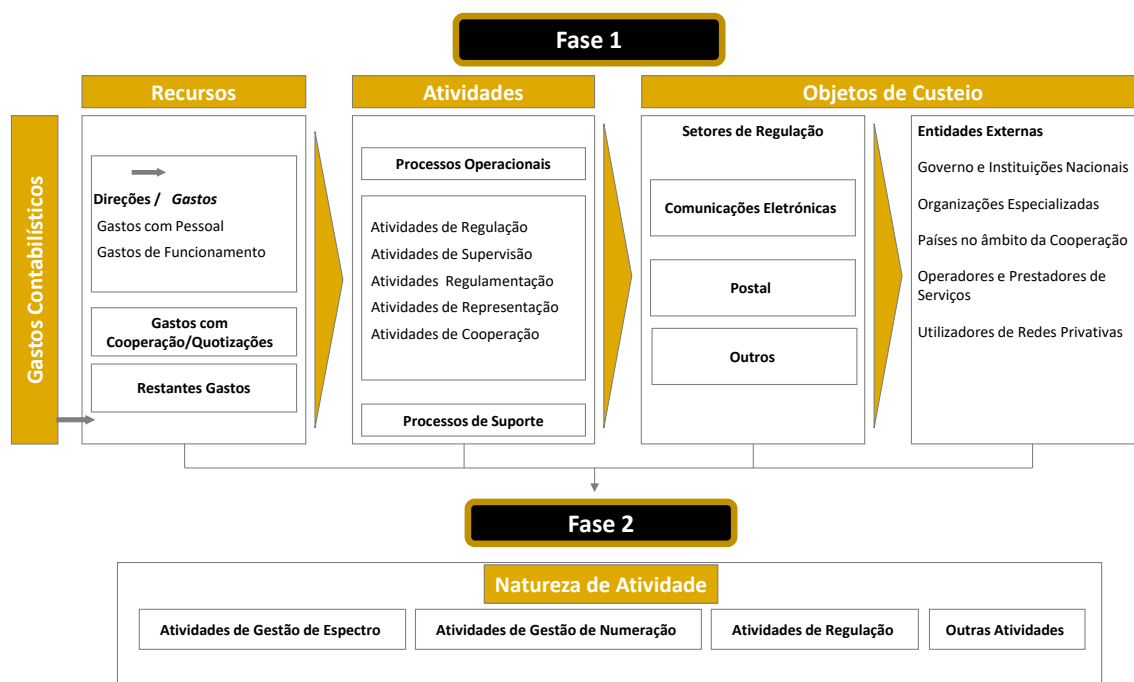 Fase 1
Recursos
Atividades
Objetos de Custeio
Gastos Contabilísticos
Direções / Gastos
Gastos com Pessoal
Gastos de Funcionamento
Gastos com
Cooperação/Quotizações
Restantes Gastos
Processos Operacionais
Atividades de Regulação
Atividades de Supervisão
Atividades Regulamentação
Atividades de Representação
Atividades de Cooperação
Processos de Suporte
Setores de Regulação
Comunicações Eletrónicas
Postal
Outros
Entidades Externas
Governo e Instituições Nacionais
Organizações Especializadas
Países no âmbito da Cooperação
Operadores e Prestadores de
Serviços
Utilizadores de Redes Privativas
Fase 2
Natureza de Atividade
Atividades de Gestão de Espectro
Atividades de Gestão de Numeração
Atividades de Regulação
Outras Atividades